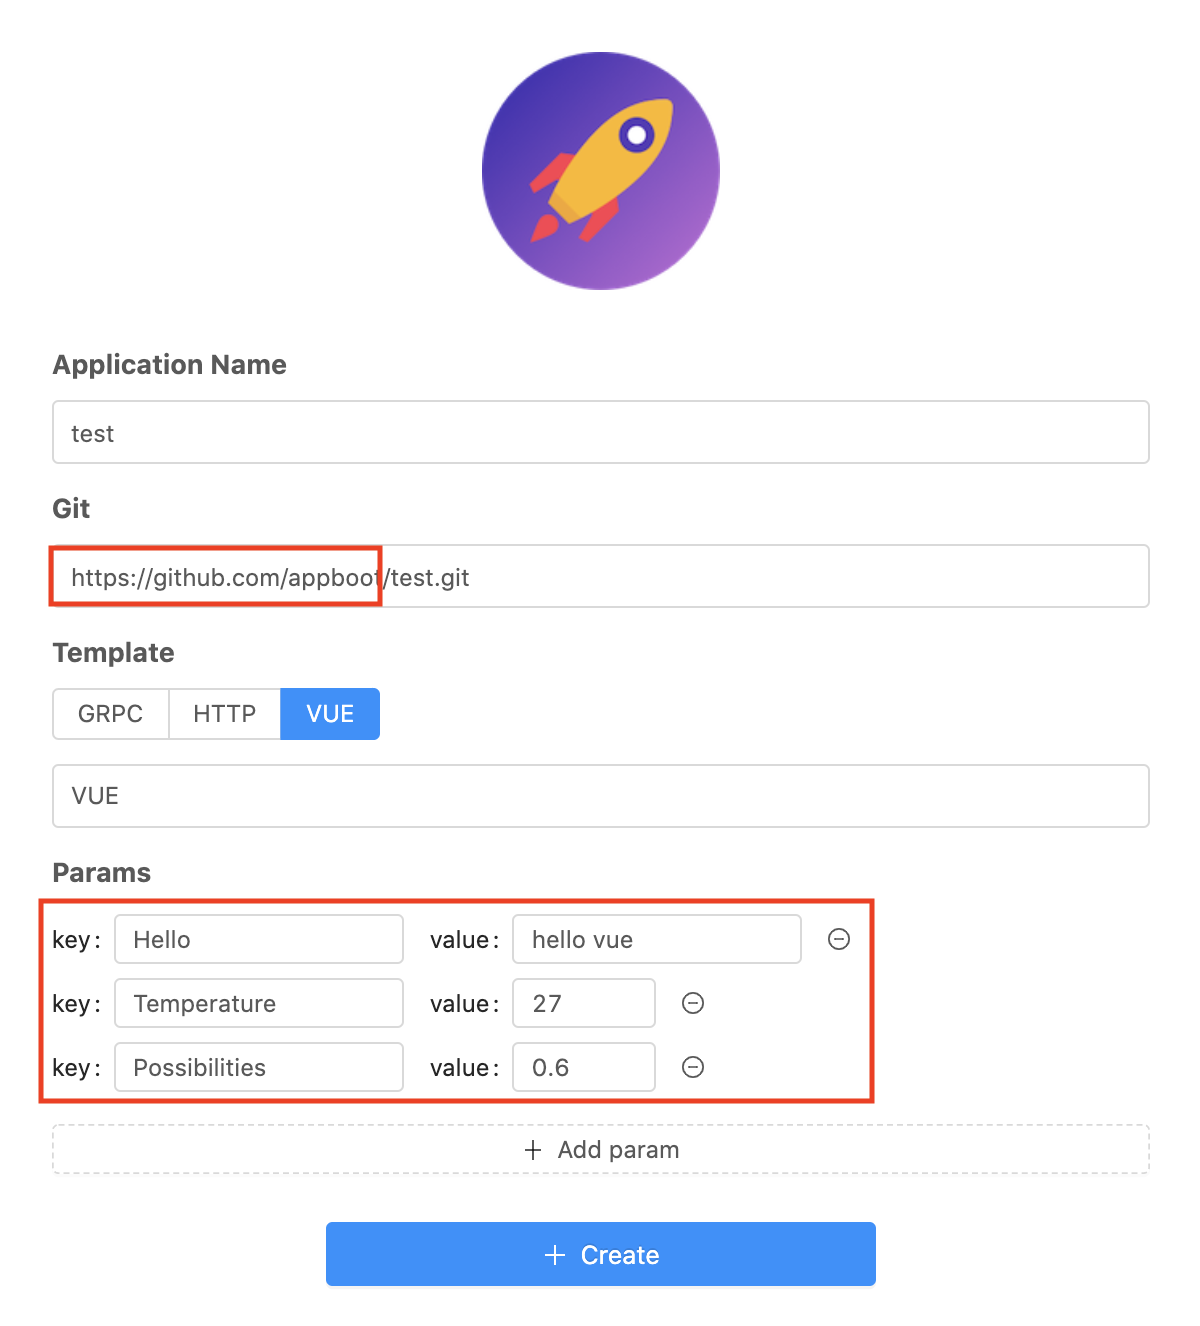 Application Name
test
Git
https://github.com/appboot/test.git
Template
GRPC HTTP VUE
VUE
Params
key: Hello value: hello vue
key: Temperature value: 27
key: Possibilities value: 0.6
+ Add param
+ Create